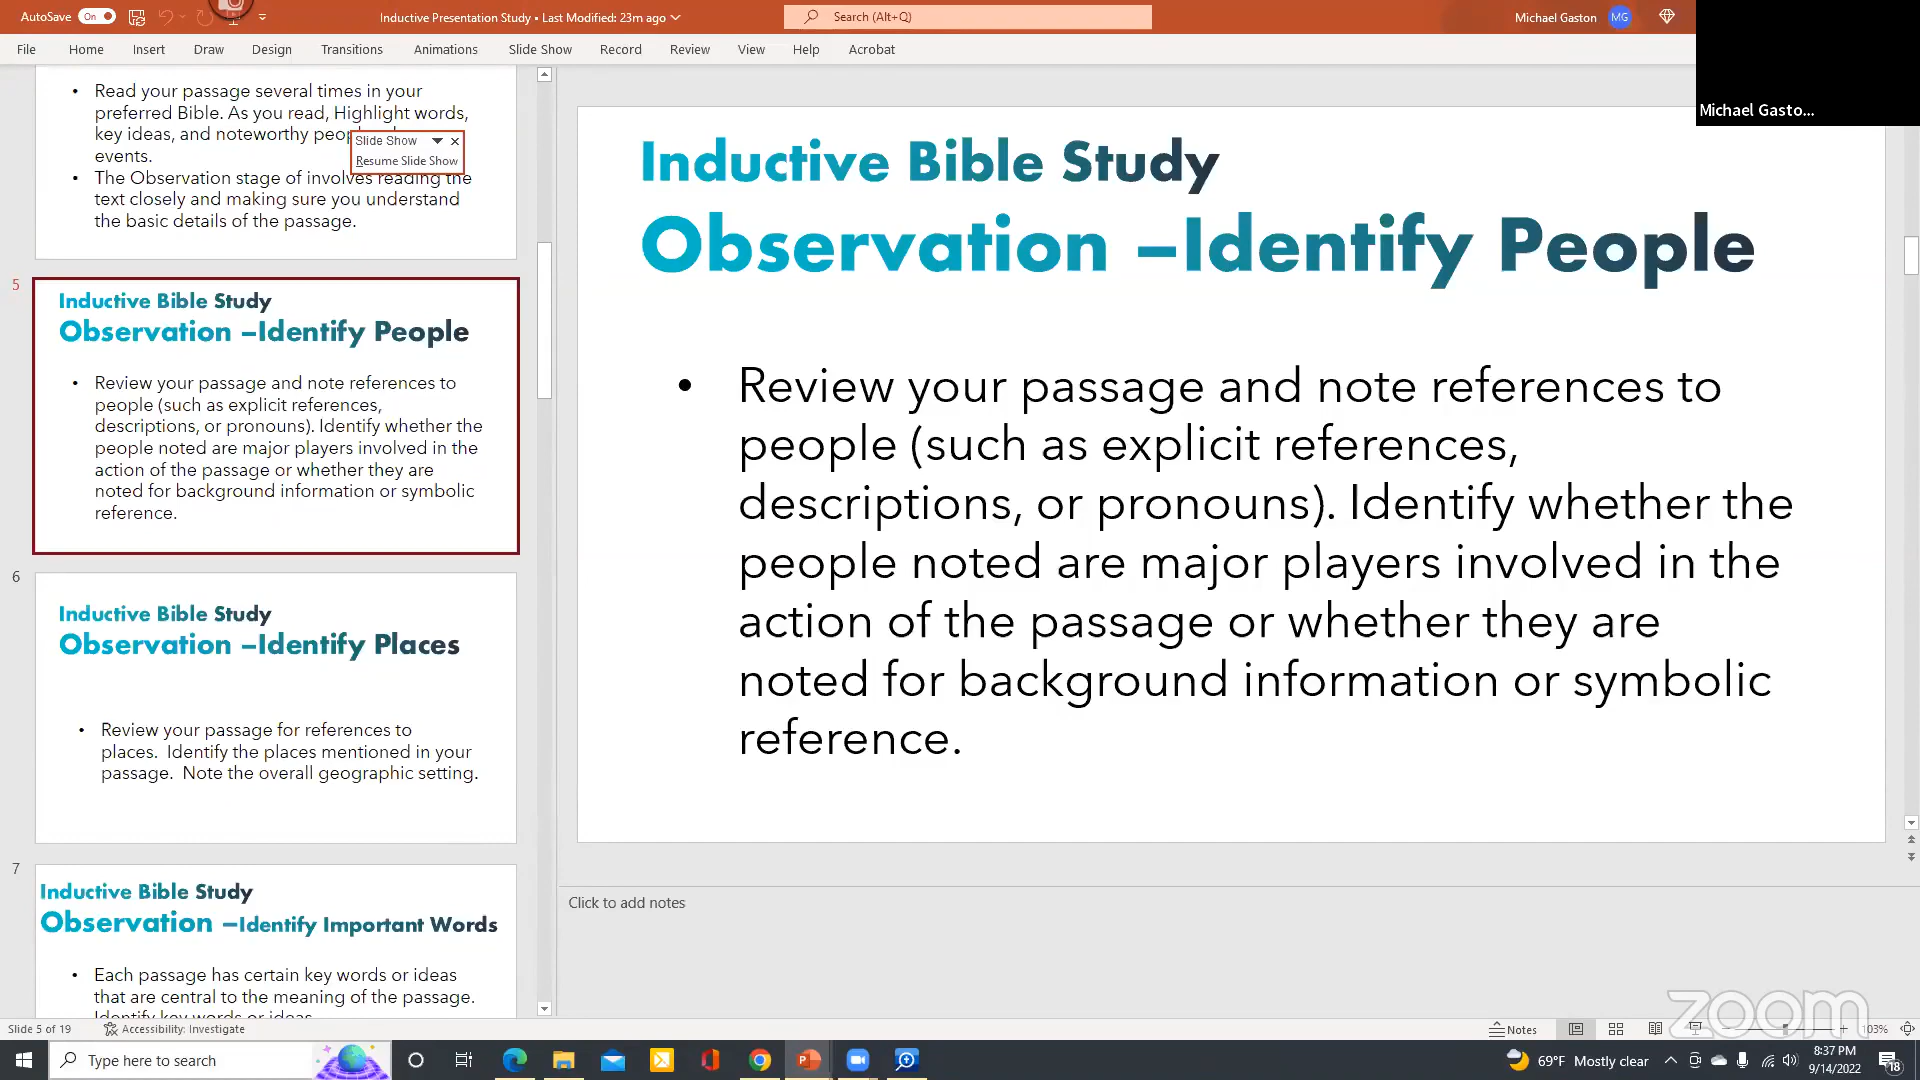 AutoSave On
Inductive Presentation Study • Last Modified: 23m ago
Search (Alt+Q)
Michael Gaston MG
File Home Insert Draw Design Transitions Animations Slide Show Record Review View Help Acrobat
Michael Gasto...
• Read your passage several times in your
preferred Bible. As you read, Highlight words,
key ideas, and noteworthy
events.
• The Observation stage of involves reading the
text closely and making sure you understand
the basic details of the passage.
Slide Show
Resume Slide Show
5
Inductive Bible Study
Observation –Identify People
• Review your passage and note references to
people (such as explicit references,
descriptions, or pronouns). Identify whether the
people noted are major players involved in the
action of the passage or whether they are
noted for background information or symbolic
reference.
6
Inductive Bible Study
Observation –Identify Places
• Review your passage for references to
places. Identify the places mentioned in your
passage. Note the overall geographic setting.
7
Inductive Bible Study
Observation –Identify Important Words
• Each passage has certain key words or ideas
that are central to the meaning of the passage.
Identify key words or ideas
Inductive Bible Study
Observation –Identify People
• Review your passage and note references to
people (such as explicit references,
descriptions, or pronouns). Identify whether the
people noted are major players involved in the
action of the passage or whether they are
noted for background information or symbolic
reference.
Click to add notes
zoom
Slide 5 of 19 Accessibility: Investigate
Notes
103%
Type here to search
69°F Mostly clear
8:37 PM
9/14/2022
18